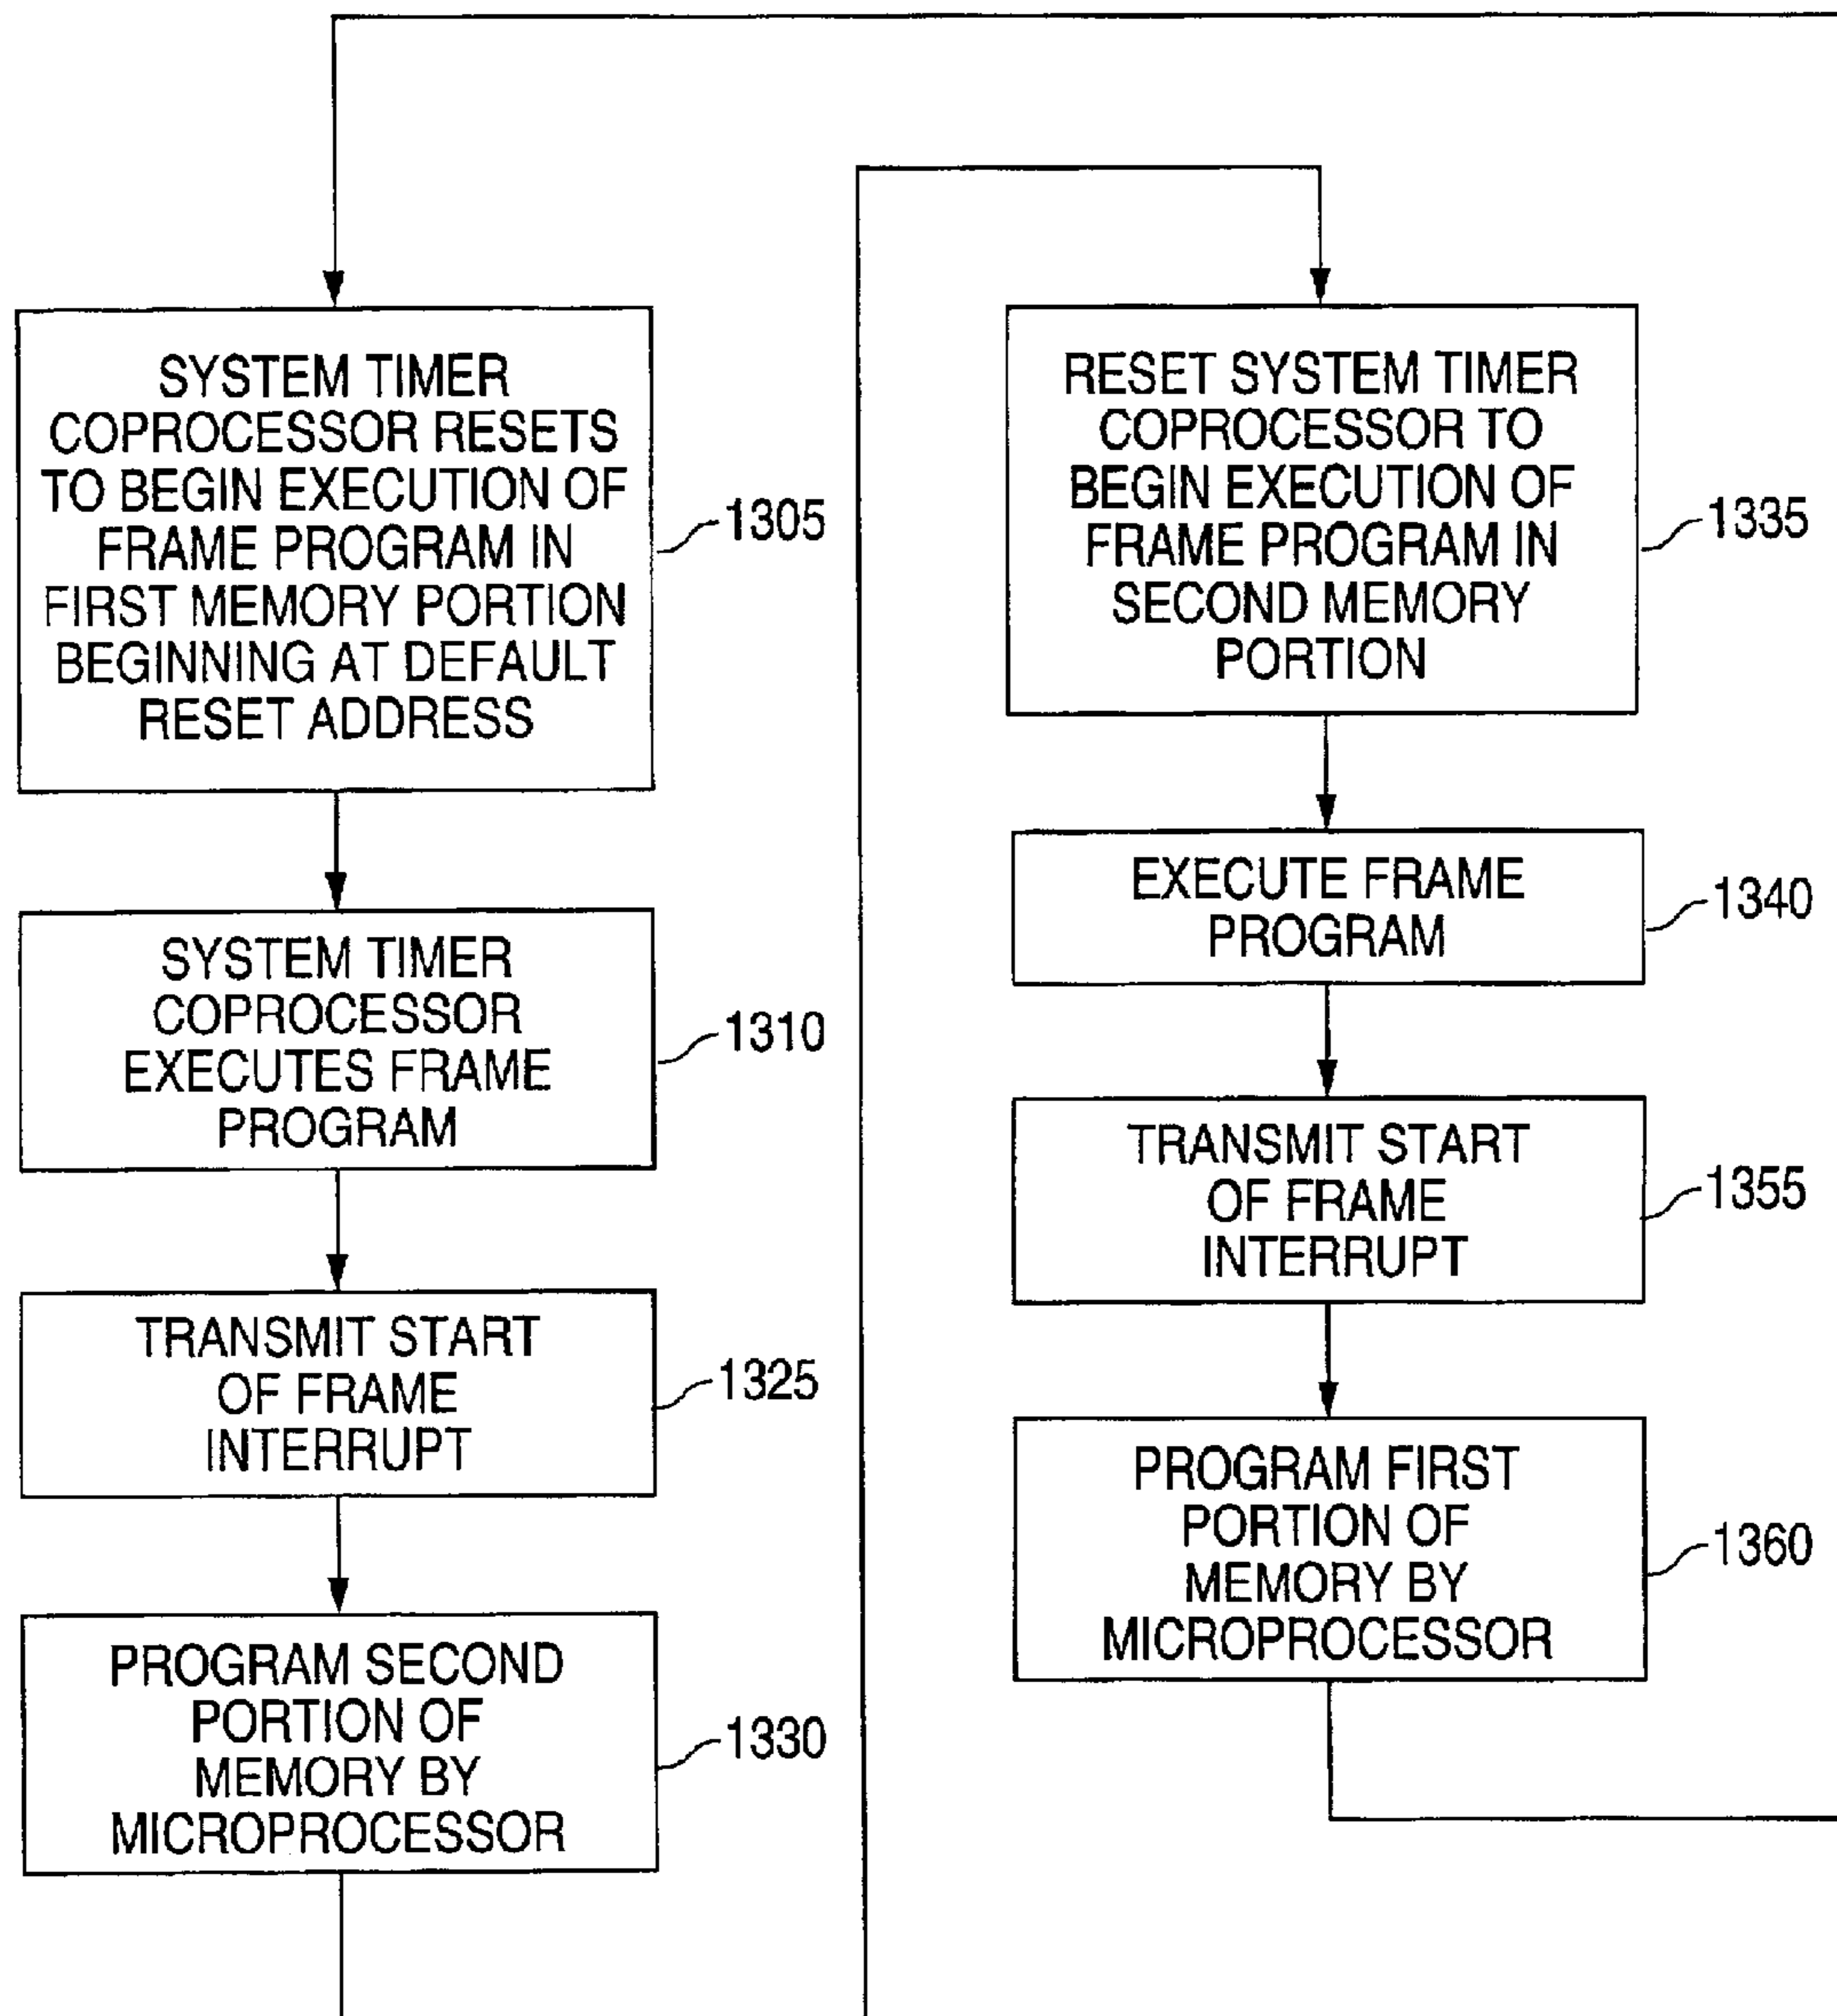 SYSTEM TIMER
COPROCESSOR RESETS
TO BEGIN EXECUTION OF
FRAME PROGRAM IN
FIRST MEMORY PORTION
BEGINNING AT DEFAULT
RESET ADDRESS
1305
SYSTEM TIMER
COPROCESSOR
EXECUTES FRAME
PROGRAM
1310
TRANSMIT START
OF FRAME
INTERRUPT
1325
PROGRAM SECOND
PORTION OF
MEMORY BY
MICROPROCESSOR
1330
RESET SYSTEM TIMER
COPROCESSOR TO
BEGIN EXECUTION OF
FRAME PROGRAM IN
SECOND MEMORY
PORTION
1335
EXECUTE FRAME
PROGRAM
1340
TRANSMIT START
OF FRAME
INTERRUPT
1355
PROGRAM FIRST
PORTION OF
MEMORY BY
MICROPROCESSOR
1360